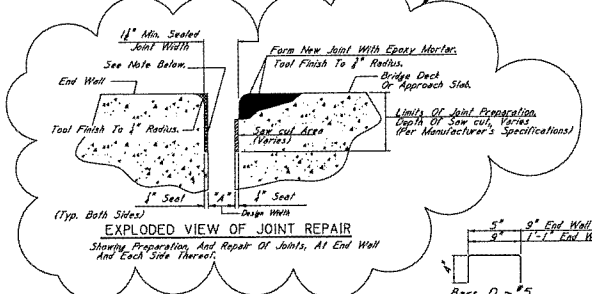 1½" Min. Sealed
Joint Width
See Note Below.
End Wall
Tool Finish To ¼" Radius.
Form New Joint With Epoxy Mortar.
Tool Finish To ¼" Radius.
Bridge Deck
Or Approach Slab.
Saw cut Area
(Varies)
Limits Of Joint Preparation.
Depth Of Saw cut, Varies
(Per Manufacturer's Specifications)
¼" Seat
"A"
¼" Seat
Design Width
(Typ. Both Sides)
EXPLODED VIEW OF JOINT REPAIR
Showing Preparation, And Repair Of Joints, At End Wall
And Each Side Thereof.
5" 9" End Wall
9" 1'-1" End W
4"
Bars D ~ #5